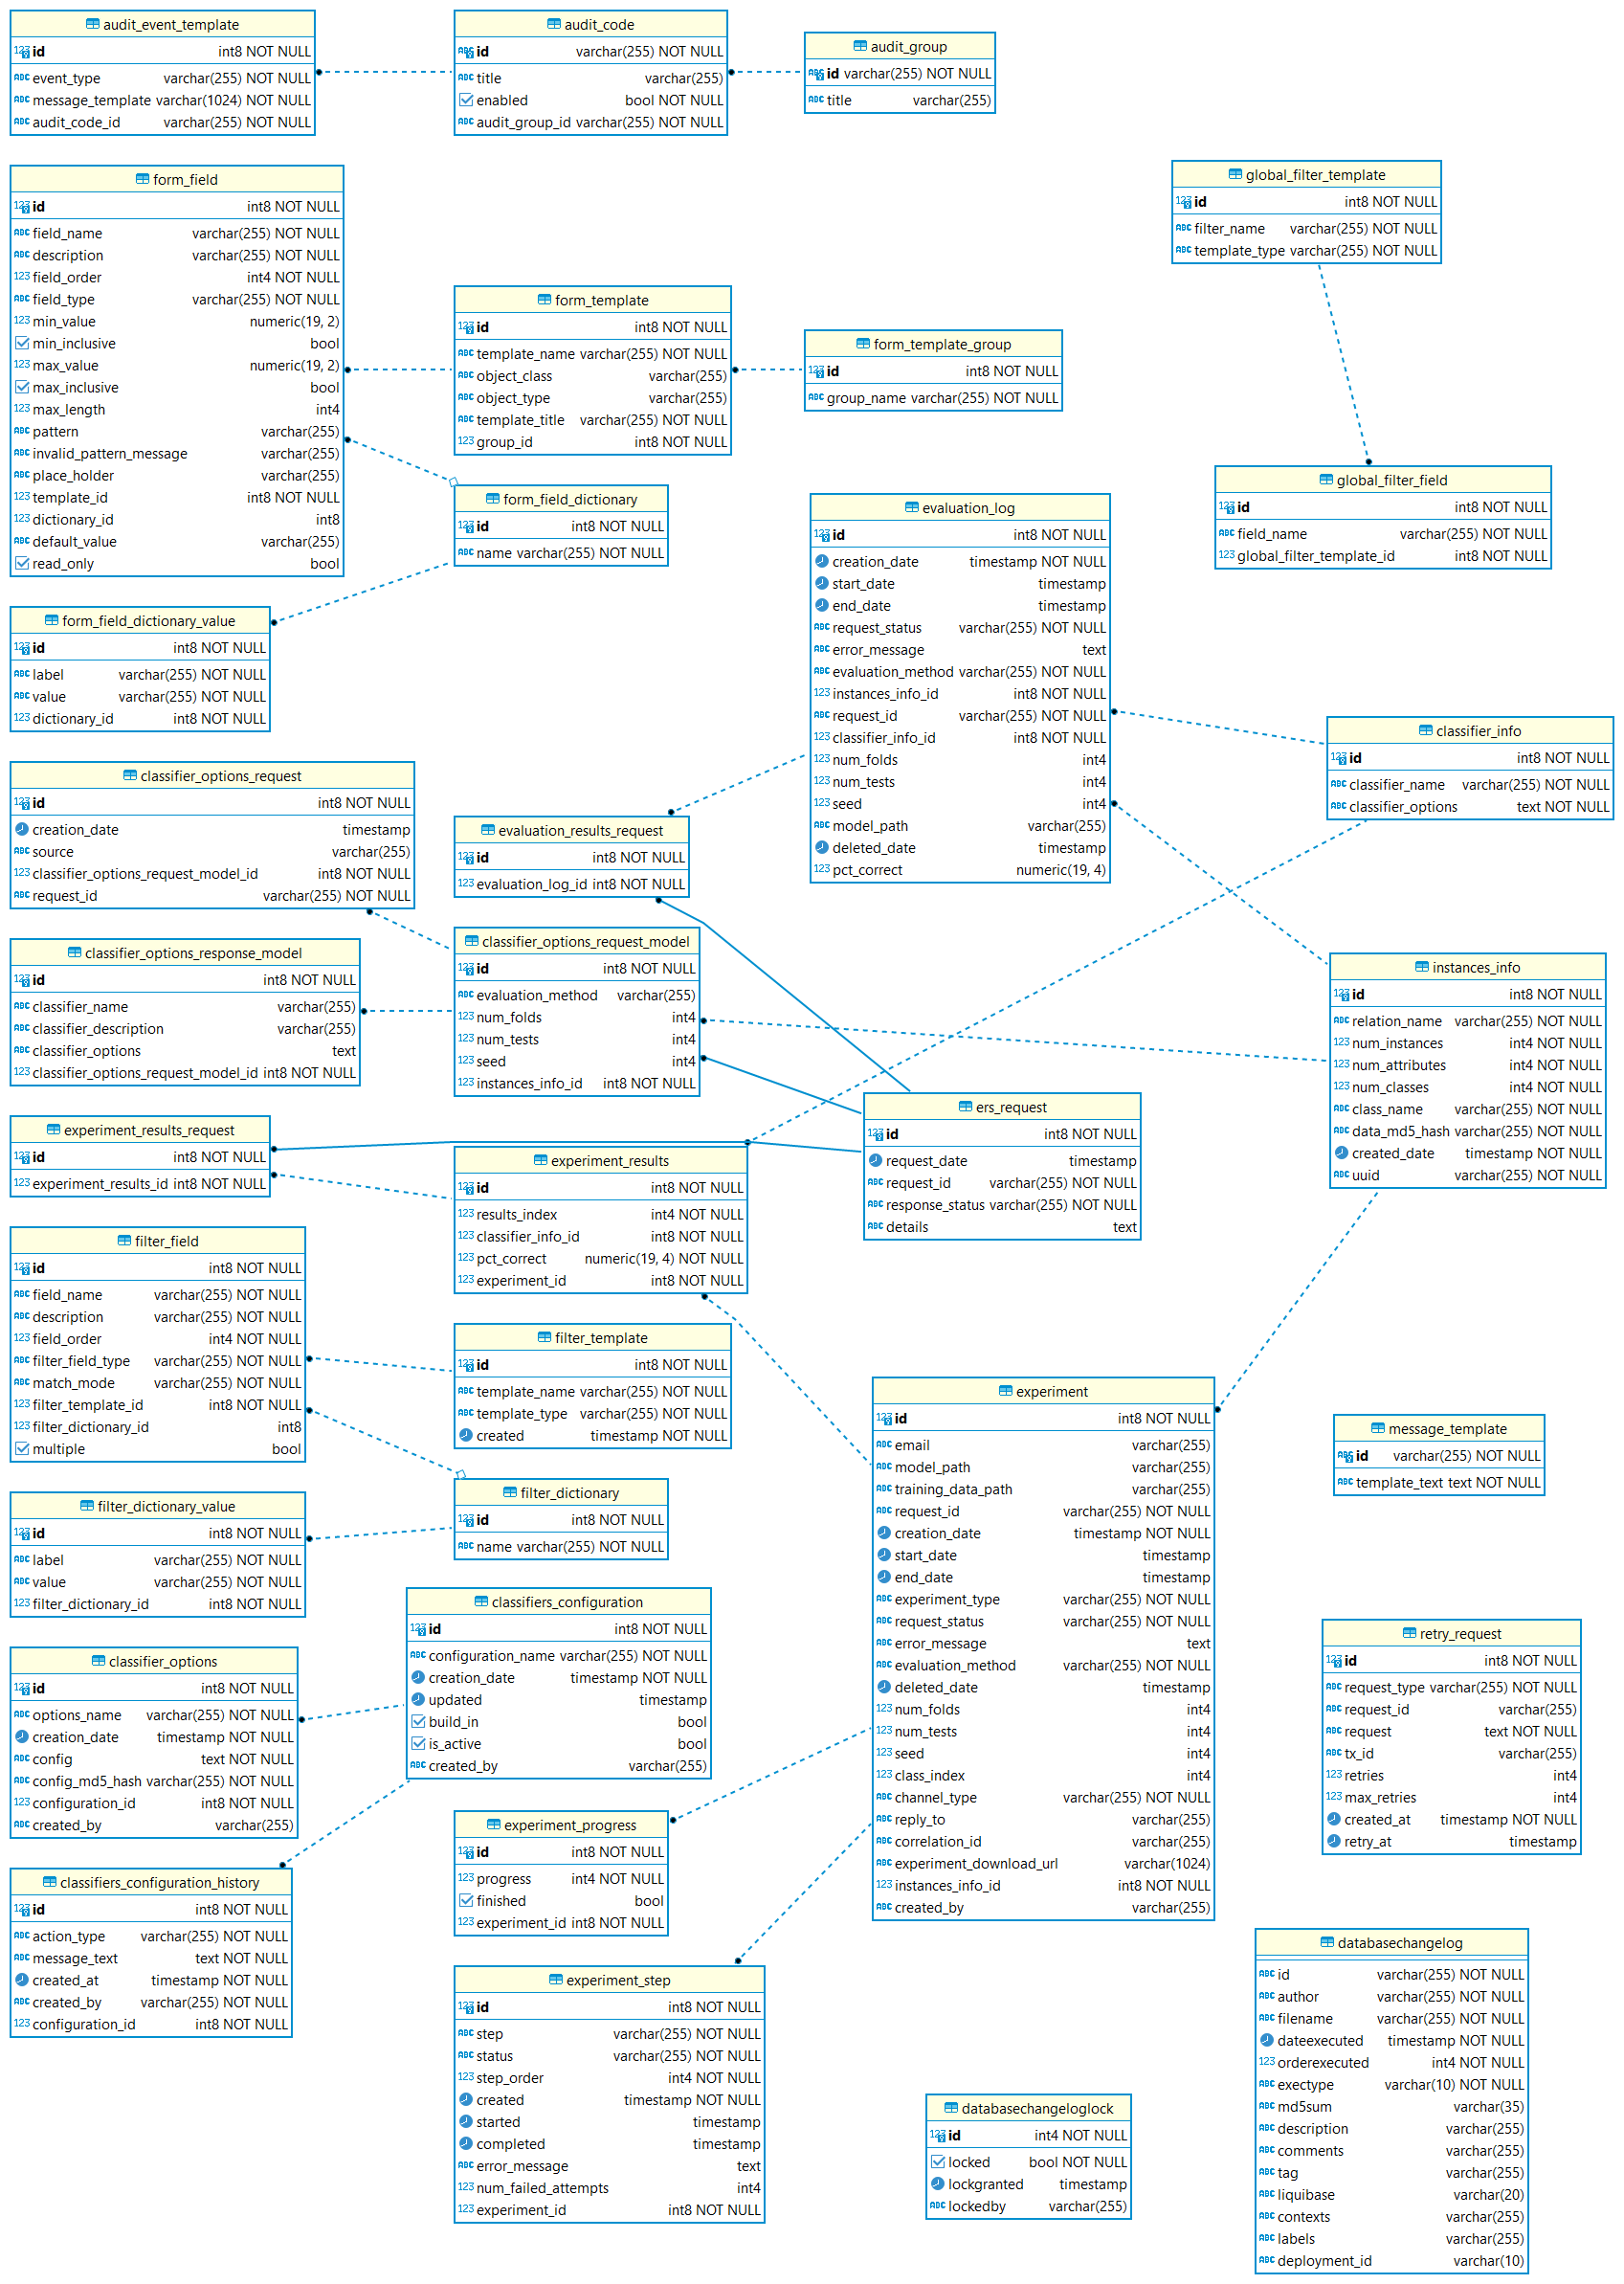 audit_event_template
id int8 NOT NULL
event_type varchar(255) NOT NULL
message_template varchar(1024) NOT NULL
audit_code_id varchar(255) NOT NULL
audit_code
id varchar(255) NOT NULL
title varchar(255)
enabled bool NOT NULL
audit_group_id varchar(255) NOT NULL
audit_group
id varchar(255) NOT NULL
title varchar(255)
form_field
id int8 NOT NULL
field_name varchar(255) NOT NULL
description varchar(255) NOT NULL
field_order int4 NOT NULL
field_type varchar(255) NOT NULL
min_value numeric(19, 2)
min_inclusive bool
max_value numeric(19, 2)
max_inclusive bool
max_length int4
pattern varchar(255)
invalid_pattern_message varchar(255)
place_holder varchar(255)
template_id int8 NOT NULL
dictionary_id int8
default_value varchar(255)
read_only bool
form_template
id int8 NOT NULL
template_name varchar(255) NOT NULL
object_class varchar(255)
object_type varchar(255)
template_title varchar(255) NOT NULL
group_id int8 NOT NULL
form_template_group
id int8 NOT NULL
group_name varchar(255) NOT NULL
global_filter_template
id int8 NOT NULL
filter_name varchar(255) NOT NULL
template_type varchar(255) NOT NULL
global_filter_field
id int8 NOT NULL
field_name varchar(255) NOT NULL
global_filter_template_id int8 NOT NULL
form_field_dictionary
id int8 NOT NULL
name varchar(255) NOT NULL
form_field_dictionary_value
id int8 NOT NULL
label varchar(255) NOT NULL
value varchar(255) NOT NULL
dictionary_id int8 NOT NULL
evaluation_log
id int8 NOT NULL
creation_date timestamp NOT NULL
start_date timestamp
end_date timestamp
request_status varchar(255) NOT NULL
error_message text
evaluation_method varchar(255) NOT NULL
instances_info_id int8 NOT NULL
request_id varchar(255) NOT NULL
classifier_info_id int8 NOT NULL
num_folds int4
num_tests int4
seed int4
model_path varchar(255)
deleted_date timestamp
pct_correct numeric(19, 4)
classifier_info
id int8 NOT NULL
classifier_name varchar(255) NOT NULL
classifier_options text NOT NULL
classifier_options_request
id int8 NOT NULL
creation_date timestamp
source varchar(255)
classifier_options_request_model_id int8 NOT NULL
request_id varchar(255) NOT NULL
evaluation_results_request
id int8 NOT NULL
evaluation_log_id int8 NOT NULL
classifier_options_response_model
id int8 NOT NULL
classifier_name varchar(255)
classifier_description varchar(255)
classifier_options text
classifier_options_request_model_id int8 NOT NULL
classifier_options_request_model
id int8 NOT NULL
evaluation_method varchar(255)
num_folds int4
num_tests int4
seed int4
instances_info_id int8 NOT NULL
instances_info
id int8 NOT NULL
relation_name varchar(255) NOT NULL
num_instances int4 NOT NULL
num_attributes int4 NOT NULL
num_classes int4 NOT NULL
class_name varchar(255) NOT NULL
data_md5_hash varchar(255) NOT NULL
created_date timestamp NOT NULL
uuid varchar(255) NOT NULL
ers_request
id int8 NOT NULL
request_date timestamp
request_id varchar(255) NOT NULL
response_status varchar(255) NOT NULL
details text
experiment_results_request
id int8 NOT NULL
experiment_results_id int8 NOT NULL
experiment_results
id int8 NOT NULL
results_index int4 NOT NULL
classifier_info_id int8 NOT NULL
pct_correct numeric(19, 4) NOT NULL
experiment_id int8 NOT NULL
filter_field
id int8 NOT NULL
field_name varchar(255) NOT NULL
description varchar(255) NOT NULL
field_order int4 NOT NULL
filter_field_type varchar(255) NOT NULL
match_mode varchar(255) NOT NULL
filter_template_id int8 NOT NULL
filter_dictionary_id int8
multiple bool
filter_template
id int8 NOT NULL
template_name varchar(255) NOT NULL
template_type varchar(255) NOT NULL
created timestamp NOT NULL
filter_dictionary
id int8 NOT NULL
name varchar(255) NOT NULL
filter_dictionary_value
id int8 NOT NULL
label varchar(255) NOT NULL
value varchar(255) NOT NULL
filter_dictionary_id int8 NOT NULL
experiment
id int8 NOT NULL
email varchar(255)
model_path varchar(255)
training_data_path varchar(255)
request_id varchar(255) NOT NULL
creation_date timestamp NOT NULL
start_date timestamp
end_date timestamp
experiment_type varchar(255) NOT NULL
request_status varchar(255) NOT NULL
error_message text
evaluation_method varchar(255) NOT NULL
deleted_date timestamp
num_folds int4
num_tests int4
seed int4
class_index int4
channel_type varchar(255) NOT NULL
reply_to varchar(255)
correlation_id varchar(255)
experiment_download_url varchar(1024)
instances_info_id int8 NOT NULL
created_by varchar(255)
message_template
id varchar(255) NOT NULL
template_text text NOT NULL
classifiers_configuration
id int8 NOT NULL
configuration_name varchar(255) NOT NULL
creation_date timestamp NOT NULL
updated timestamp
build_in bool
is_active bool
created_by varchar(255)
classifier_options
id int8 NOT NULL
options_name varchar(255) NOT NULL
creation_date timestamp NOT NULL
config text NOT NULL
config_md5_hash varchar(255) NOT NULL
configuration_id int8 NOT NULL
created_by varchar(255)
retry_request
id int8 NOT NULL
request_type varchar(255) NOT NULL
request_id varchar(255)
request text NOT NULL
tx_id varchar(255)
retries int4
max_retries int4
created_at timestamp NOT NULL
retry_at timestamp
experiment_progress
id int8 NOT NULL
progress int4 NOT NULL
finished bool
experiment_id int8 NOT NULL
classifiers_configuration_history
id int8 NOT NULL
action_type varchar(255) NOT NULL
message_text text NOT NULL
created_at timestamp NOT NULL
created_by varchar(255) NOT NULL
configuration_id int8 NOT NULL
experiment_step
id int8 NOT NULL
step varchar(255) NOT NULL
status varchar(255) NOT NULL
step_order int4 NOT NULL
created timestamp NOT NULL
started timestamp
completed timestamp
error_message text
num_failed_attempts int4
experiment_id int8 NOT NULL
databasechangeloglock
id int4 NOT NULL
locked bool NOT NULL
lockgranted timestamp
lockedby varchar(255)
databasechangelog
id varchar(255) NOT NULL
author varchar(255) NOT NULL
filename varchar(255) NOT NULL
dateexecuted timestamp NOT NULL
orderexecuted int4 NOT NULL
exectype varchar(10) NOT NULL
md5sum varchar(35)
description varchar(255)
comments varchar(255)
tag varchar(255)
liquibase varchar(20)
contexts varchar(255)
labels varchar(255)
deployment_id varchar(10)